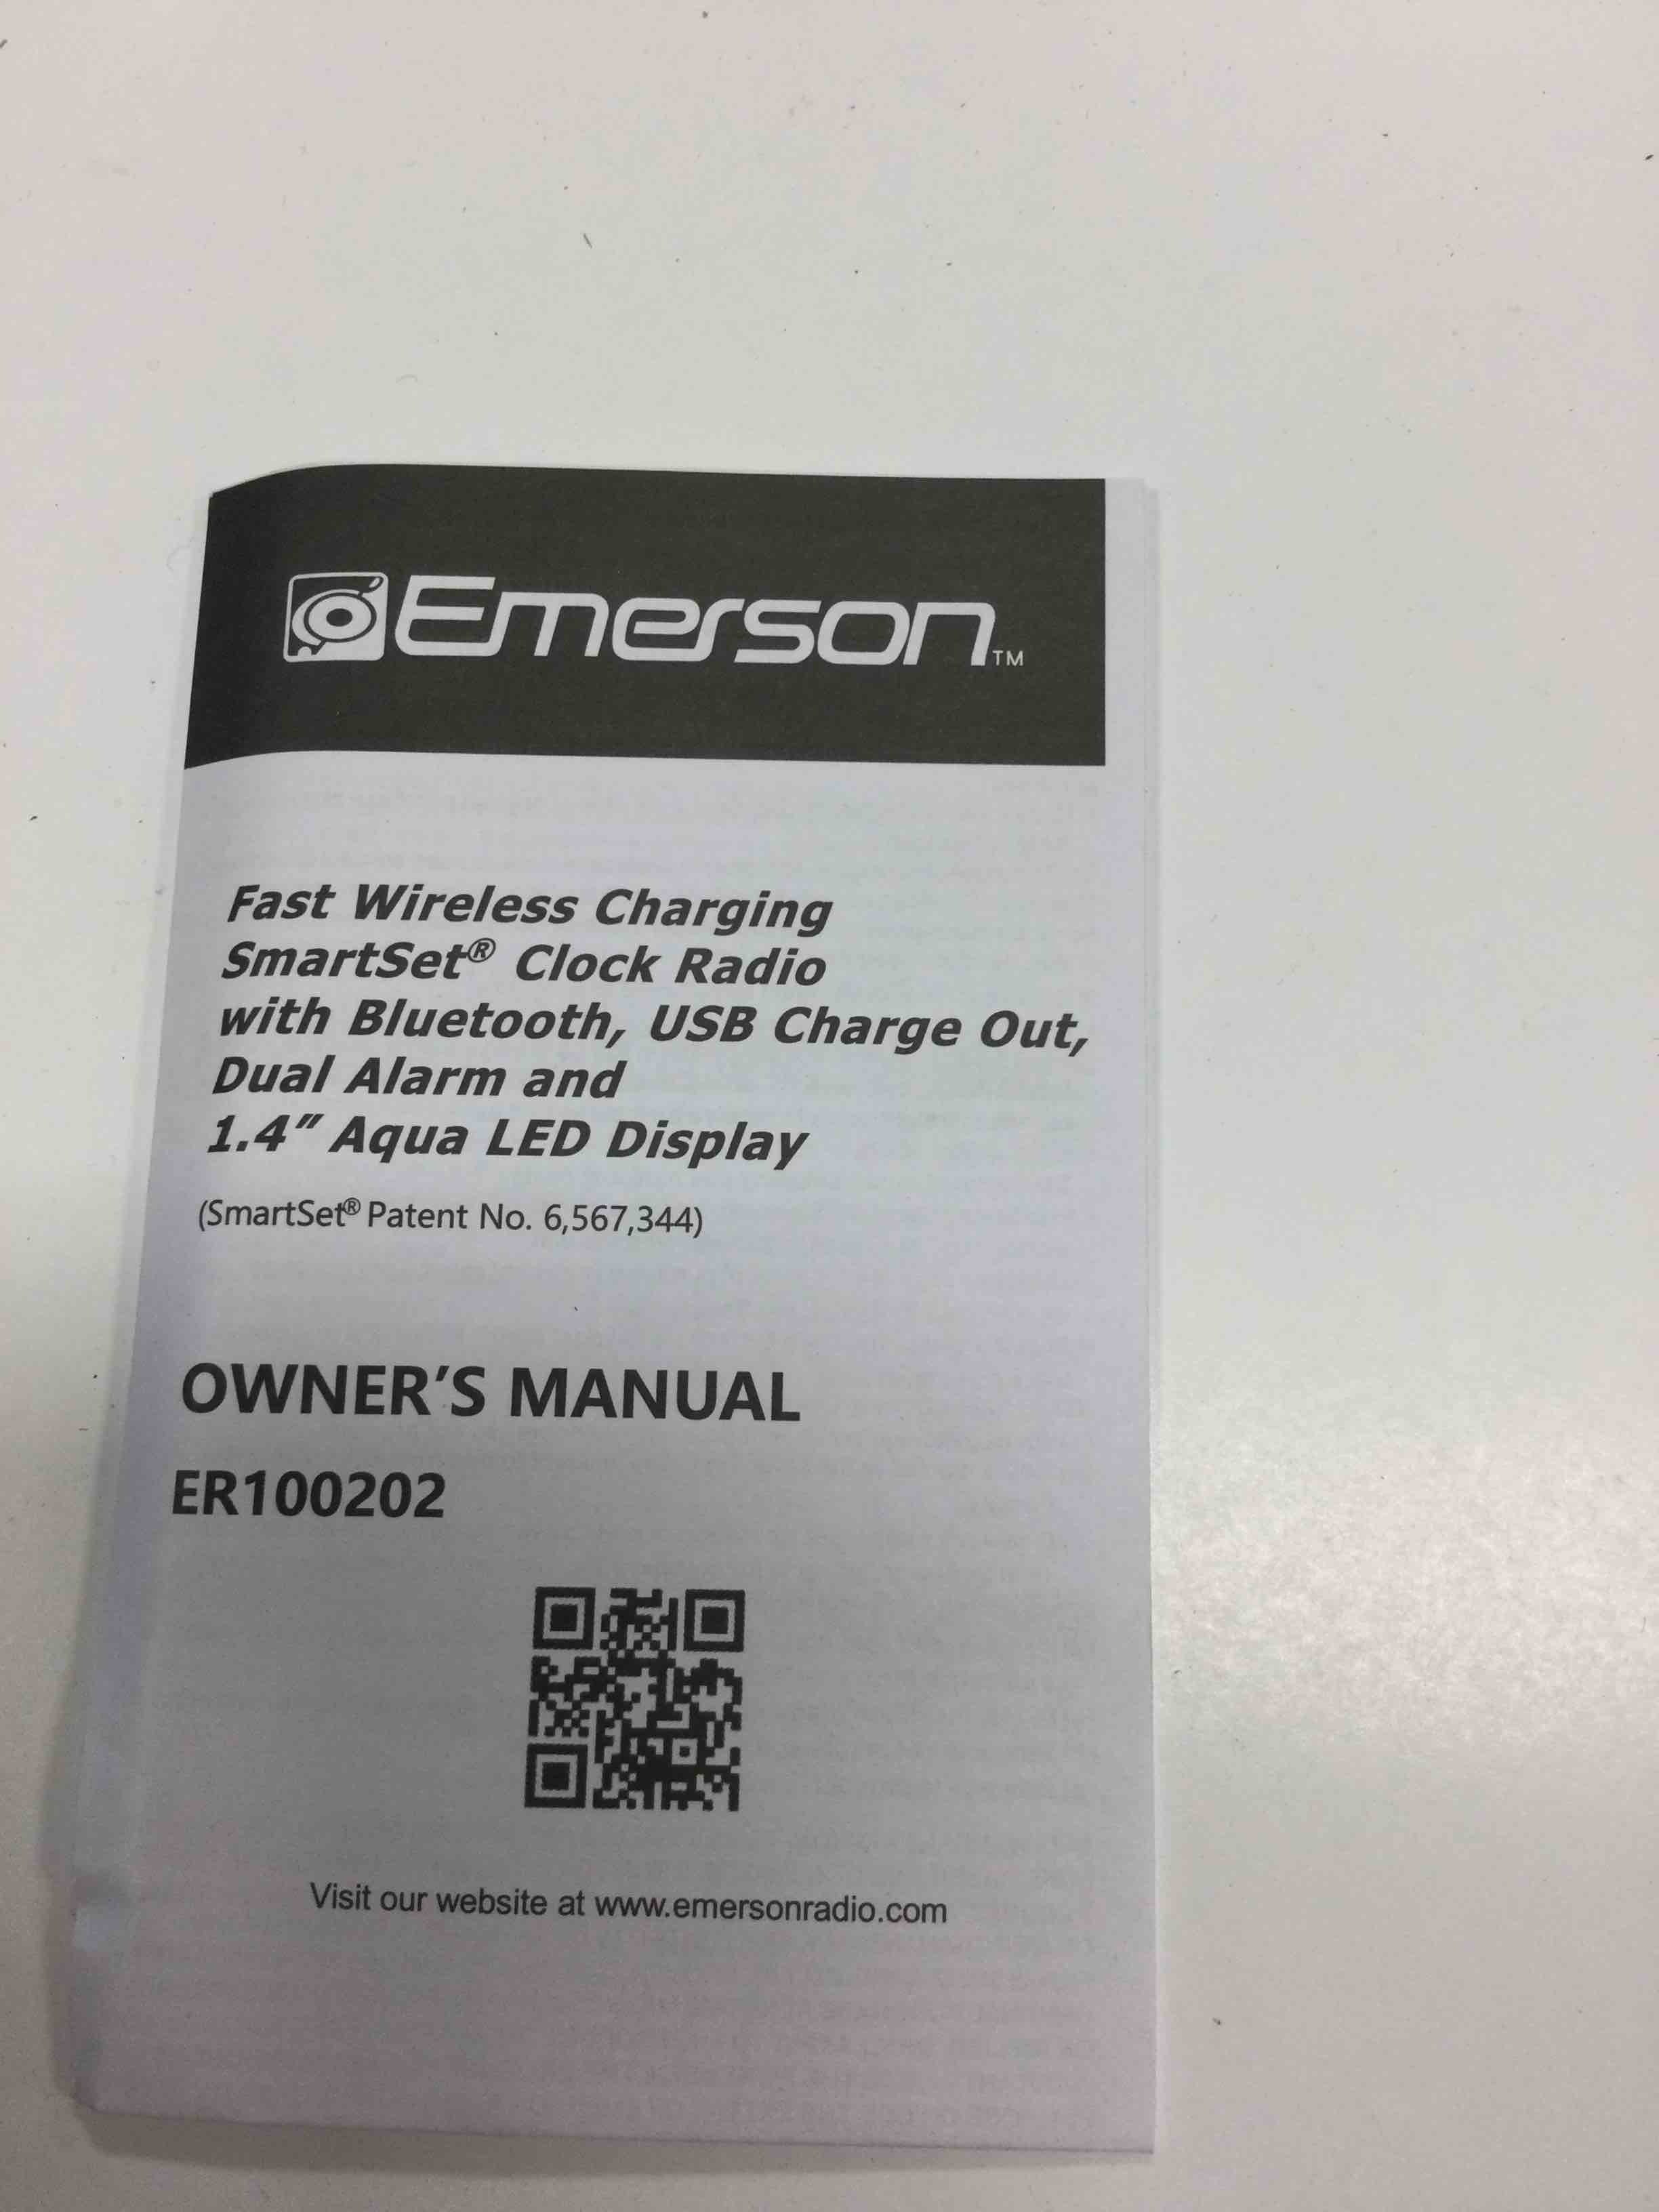 Emerson™
Fast Wireless Charging
SmartSet® Clock Radio
with Bluetooth, USB Charge Out,
Dual Alarm and
1.4” Aqua LED Display
(SmartSet® Patent No. 6,567,344)
OWNER’S MANUAL
ER100202
Visit our website at www.emersonradio.com